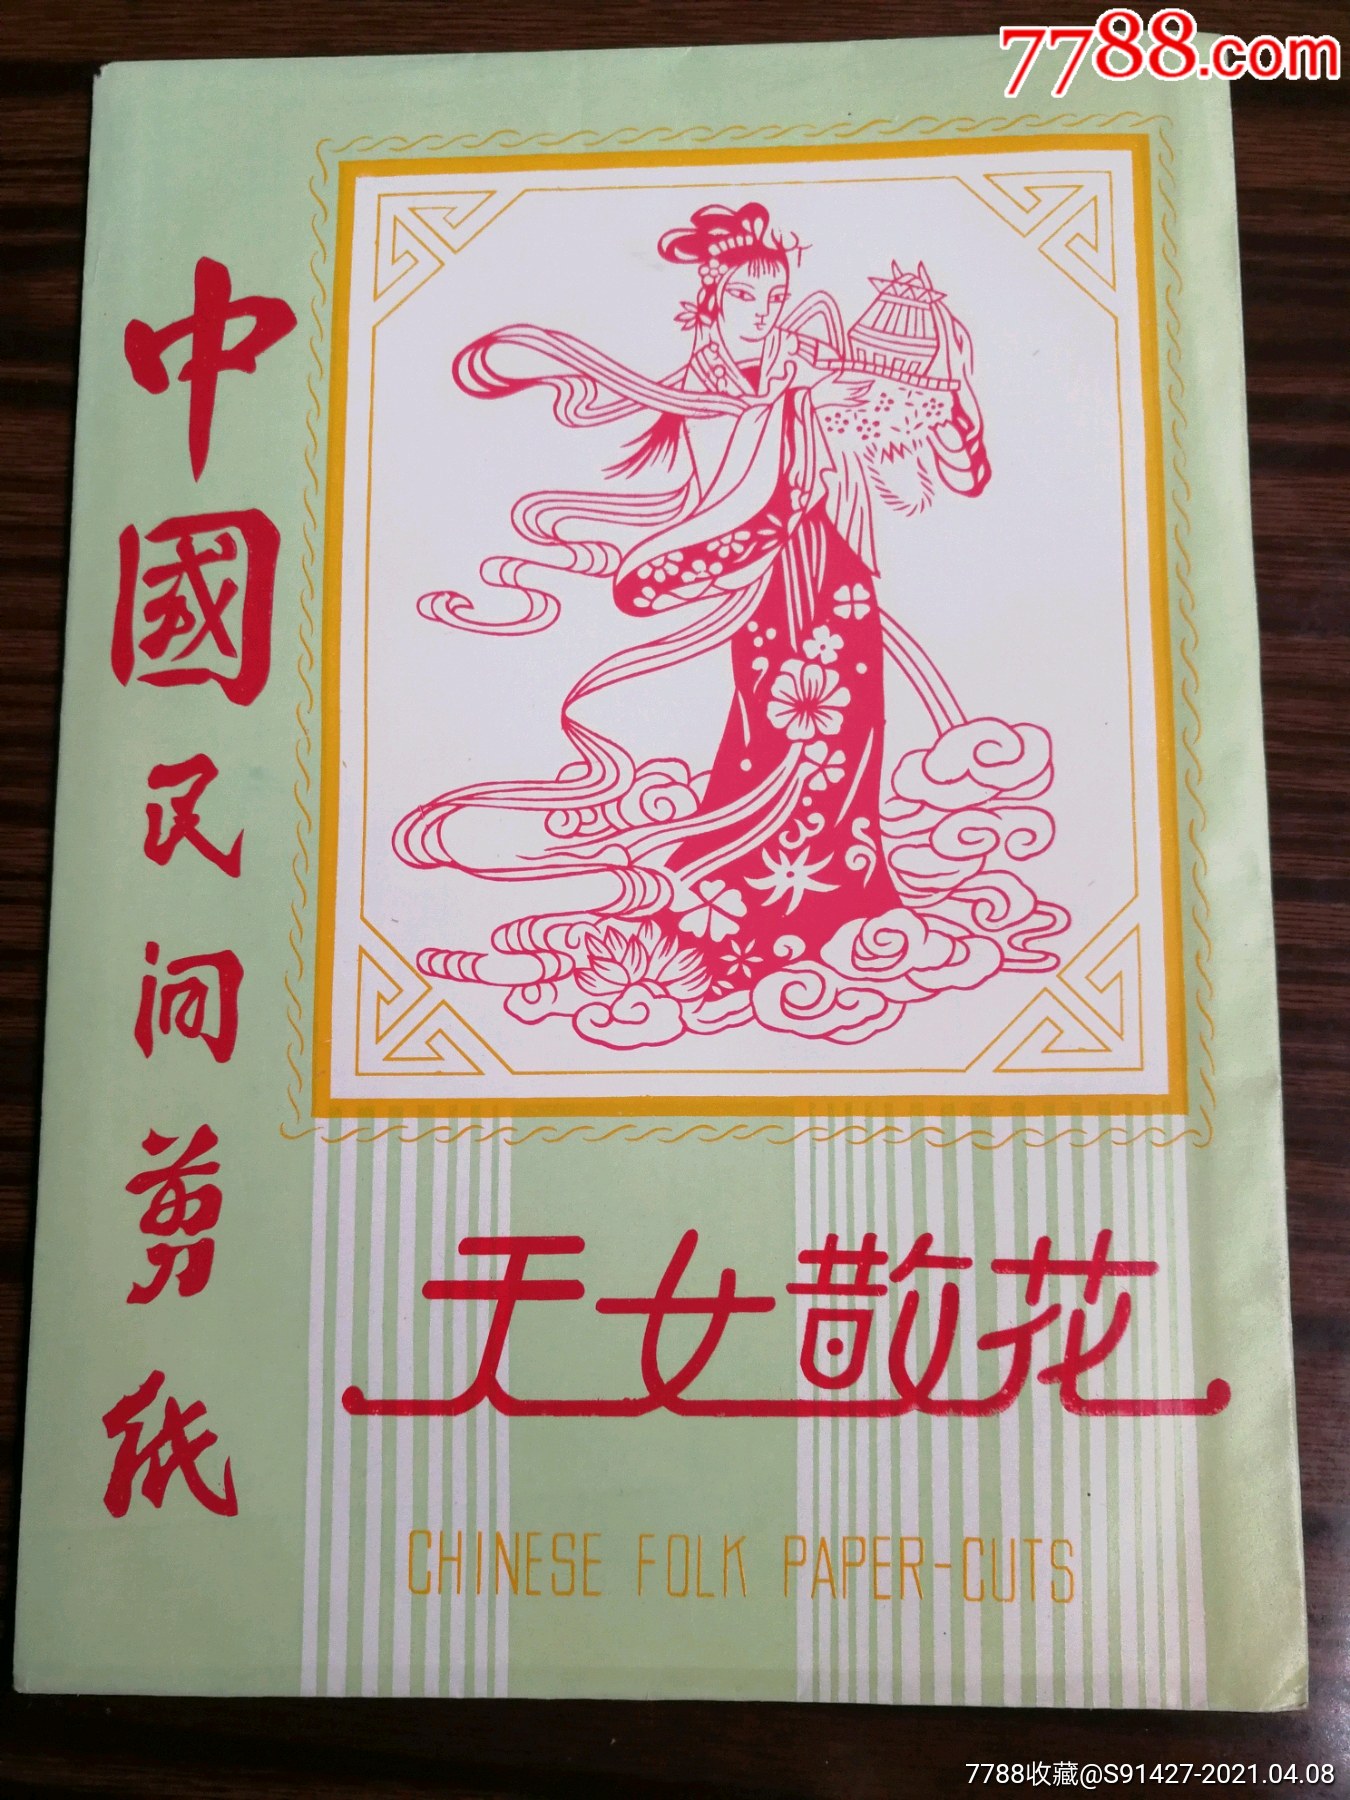 7788.com
中國民间剪纸
天女散花
CHINESE FOLK PAPER-CUTS
7788收藏@S91427-2021.04.08